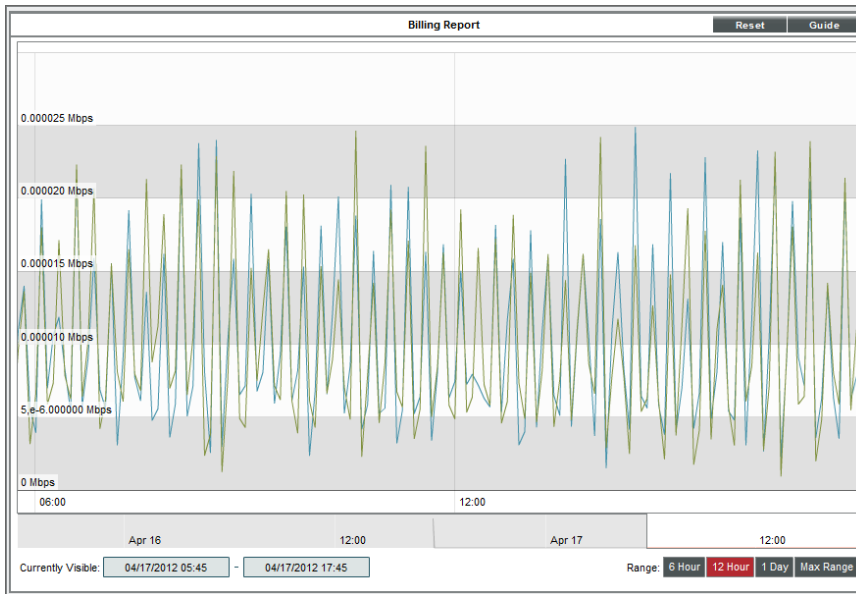 Billing Report
Reset
Guide
0.000025 Mbps
0.000020 Mbps
0.000015 Mbps
0.000010 Mbps
5,e-6.000000 Mbps
0 Mbps
06:00
12:00
Apr 16
12:00
Apr 17
12:00
Currently Visible: 04/17/2012 05:45 - 04/17/2012 17:45
Range: 6 Hour 12 Hour 1 Day Max Range